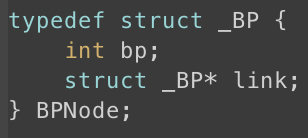 typedef struct _BP {
    int bp;
    struct _BP* link;
} BPNode;